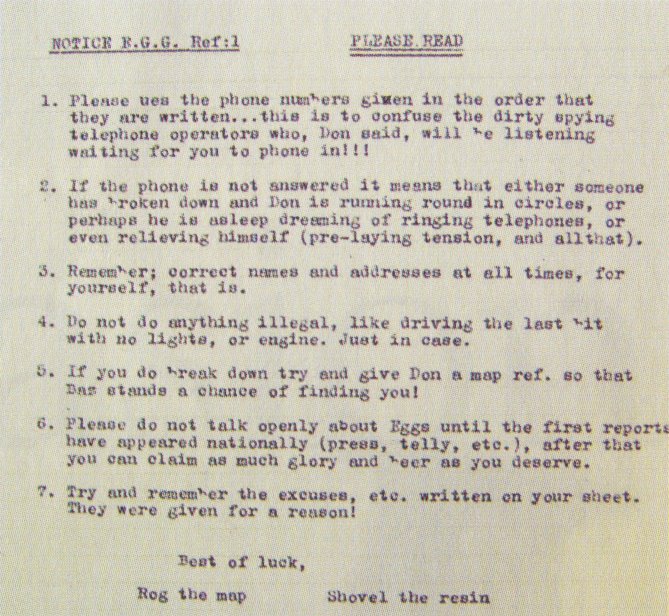 NOTICE E.G.G. Ref:1 PLEASE READ
1. Please ues the phone numbers given in the order that
they are written...this is to confuse the dirty spying
telephone operators who, Don said, will be listening
waiting for you to phone in!!!
2. If the phone is not answered it means that either someone
has broken down and Don is running round in circles, or
perhaps he is asleep dreaming of ringing telephones, or
even relieving himself (pre-laying tension, and allthat).
3. Remember; correct names and addresses at all times, for
yourself, that is.
4. Do not do anything illegal, like driving the last bit
with no lights, or engine. Just in case.
5. If you do break down try and give Don a map ref. so that
Das stands a chance of finding you!
6. Please do not talk openly about Eggs until the first reports
have appeared nationally (press, telly, etc.), after that
you can claim as much glory and beer as you deserve.
7. Try and remember the excuses, etc. written on your sheet.
They were given for a reason!
Best of luck,
Rog the map Shovel the resin